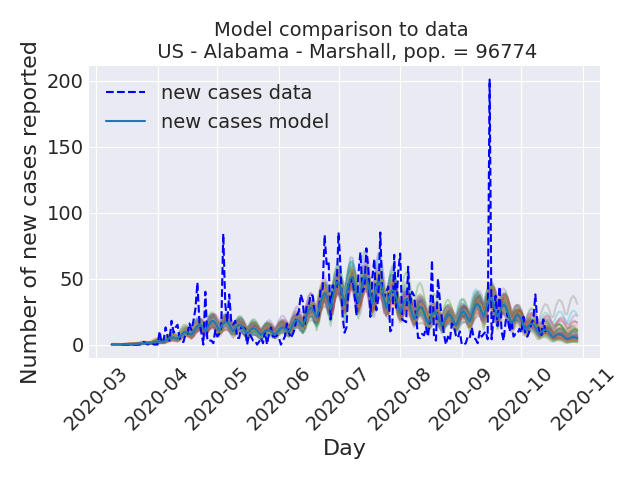 Model comparison to data
US - Alabama - Marshall, pop. = 96774
Number of new cases reported
200
150
100
50
0
new cases data
new cases model
2020-03
2020-04
2020-05
2020-06
2020-07
2020-08
2020-09
2020-10
2020-11
Day